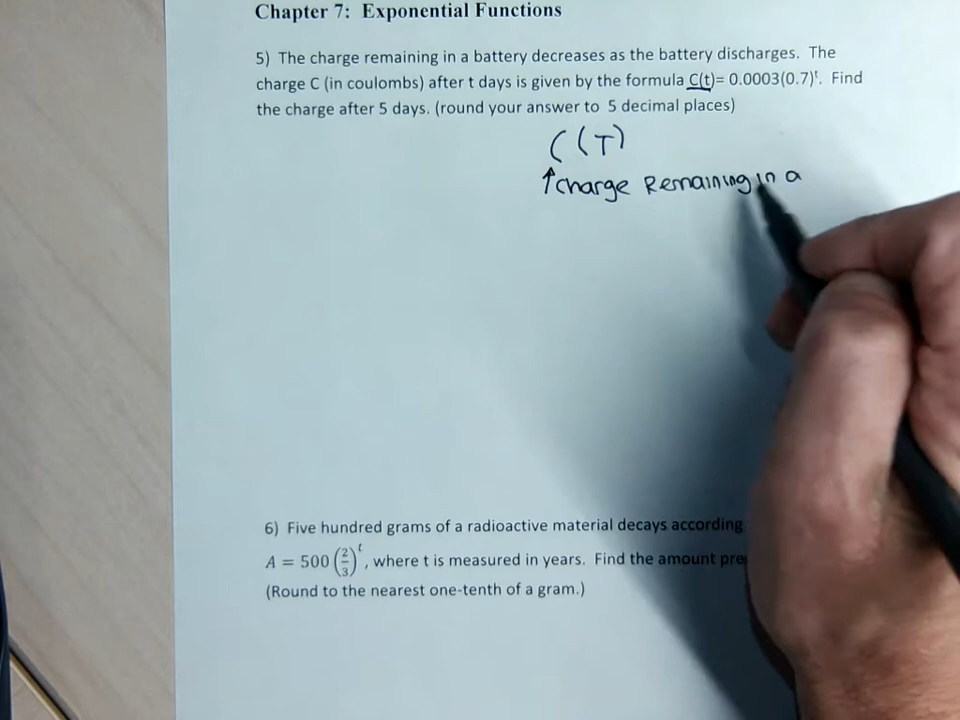 Chapter 7: Exponential Functions
5) The charge remaining in a battery decreases as the battery discharges. The
charge C (in coulombs) after t days is given by the formula C(t)= 0.0003(0.7)ᵗ. Find
the charge after 5 days. (round your answer to 5 decimal places)
C(T)
↑charge Remaining in a
6) Five hundred grams of a radioactive material decays according
A = 500(2/3)ᵗ, where t is measured in years. Find the amount
(Round to the nearest one-tenth of a gram.)